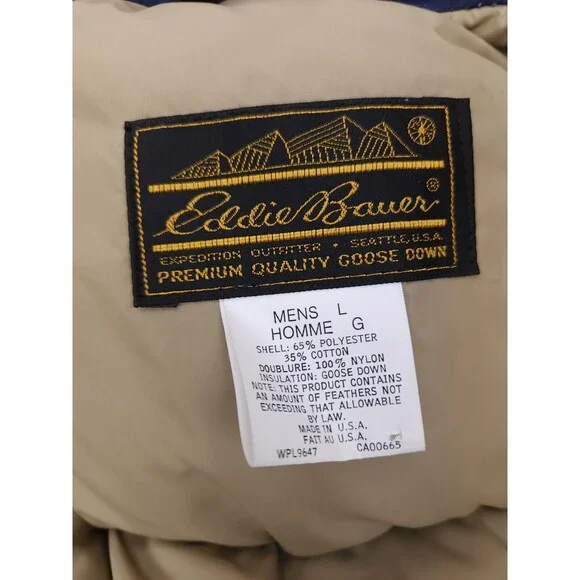 Eddie Bauer®
EXPEDITION OUTFITTER • SEATTLE, U.S.A.
PREMIUM QUALITY GOOSE DOWN
MENS L
HOMME G
SHELL: 65% POLYESTER
35% COTTON
DOUBLURE: 100% NYLON
INSULATION: GOOSE DOWN
NOTE: THIS PRODUCT CONTAINS
AN AMOUNT OF FEATHERS NOT
EXCEEDING THAT ALLOWABLE
BY LAW.
MADE IN U.S.A.
FAIT AU U.S.A.
WPL9647 CA00665